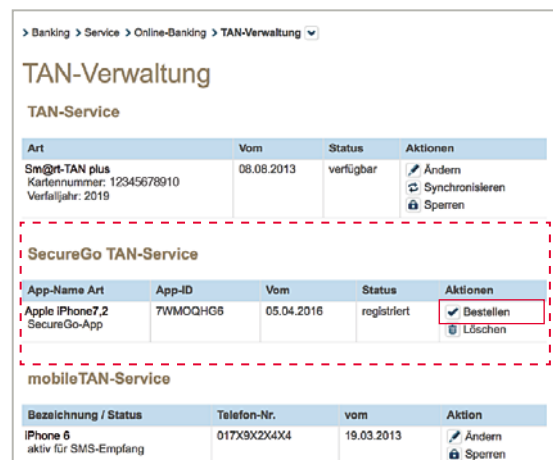 > Banking > Service > Online-Banking > TAN-Verwaltung
TAN-Verwaltung
TAN-Service
Art Vom Status Aktionen
Sm@rt-TAN plus 08.08.2013 verfügbar Ändern
Kartennummer: 12345678910 Synchronisieren
Verfalljahr: 2019 Sperren
SecureGo TAN-Service
App-Name Art App-ID Vom Status Aktionen
Apple iPhone7,2 7WMOQHG6 05.04.2016 registriert Bestellen
SecureGo-App Löschen
mobileTAN-Service
Bezeichnung / Status Telefon-Nr. vom Aktion
iPhone 6 017X9X2X4X4 19.03.2013 Ändern
aktiv für SMS-Empfang Sperren